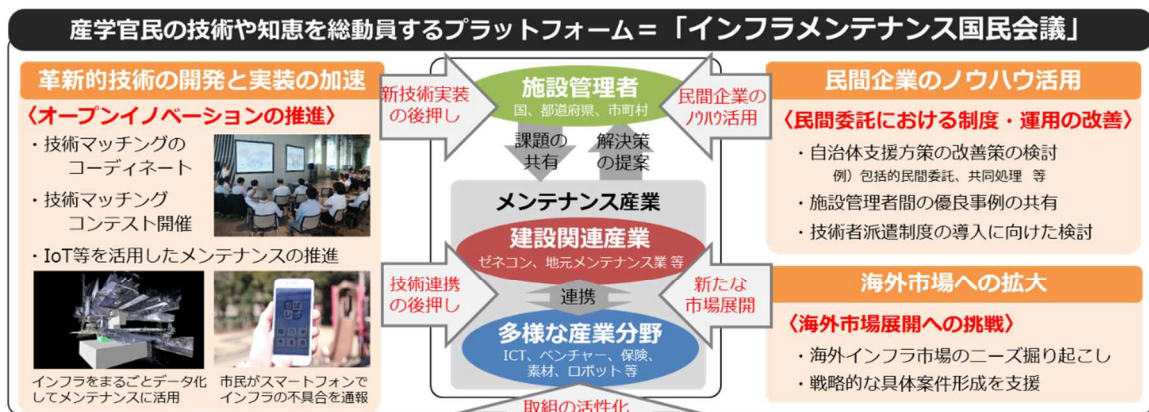 産学官民の技術や知恵を総動員するプラットフォーム＝「インフラメンテナンス国民会議」
革新的技術の開発と実装の加速
〈オープンイノベーションの推進〉
・技術マッチングの
コーディネート
・技術マッチング
コンテスト開催
・IoT等を活用したメンテナンスの推進
インフラをまるごとデータ化
してメンテナンスに活用
市民がスマートフォンで
インフラの不具合を通報
新技術実装
の後押し
施設管理者
国、都道府県、市町村
民間企業の
ﾉｳﾊｳ活用
課題の
共有
解決策
の提案
メンテナンス産業
建設関連産業
ゼネコン、地元メンテナンス業 等
技術連携
の後押し
連携
新たな
市場展開
多様な産業分野
ICT、ベンチャー、保険、
素材、ロボット 等
取組の活性化
民間企業のノウハウ活用
〈民間委託における制度・運用の改善〉
・自治体支援方策の改善策の検討
例）包括的民間委託、共同処理 等
・施設管理者間の優良事例の共有
・技術者派遣制度の導入に向けた検討
海外市場への拡大
〈海外市場展開への挑戦〉
・海外インフラ市場のニーズ掘り起こし
・戦略的な具体案件形成を支援